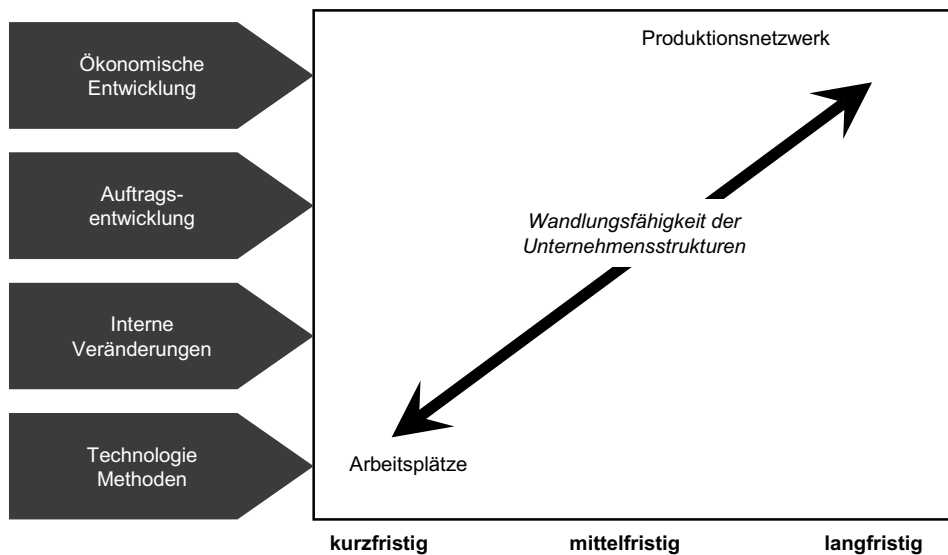 Ökonomische
Entwicklung
Auftrags-
entwicklung
Interne
Veränderungen
Technologie
Methoden
Produktionsnetzwerk
Wandlungsfähigkeit der
Unternehmensstrukturen
Arbeitsplätze
kurzfristig
mittelfristig
langfristig